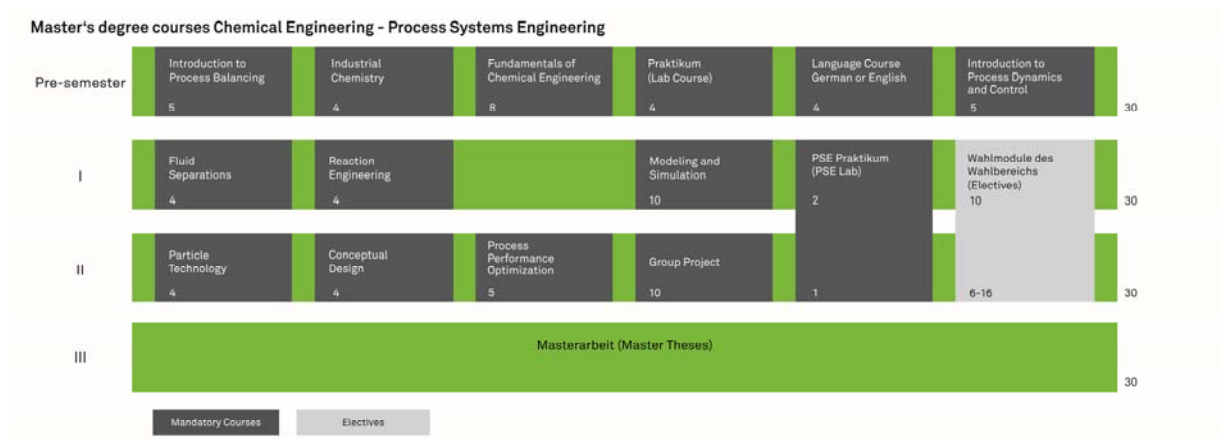 Master's degree courses Chemical Engineering - Process Systems Engineering
Pre-semester
Introduction to
Process Balancing
5
Industrial
Chemistry
4
Fundamentals of
Chemical Engineering
8
Praktikum
(Lab Course)
4
Language Course
German or English
4
Introduction to
Process Dynamics
and Control
5
30
I
Fluid
Separations
4
Reaction
Engineering
4
Modeling and
Simulation
10
PSE Praktikum
(PSE Lab)
2
Wahlmodule des
Wahlbereichs
(Electives)
10
30
II
Particle
Technology
4
Conceptual
Design
4
Process
Performance
Optimization
5
Group Project
10
1
6-16
30
III
Masterarbeit (Master Theses)
30
Mandatory Courses
Electives